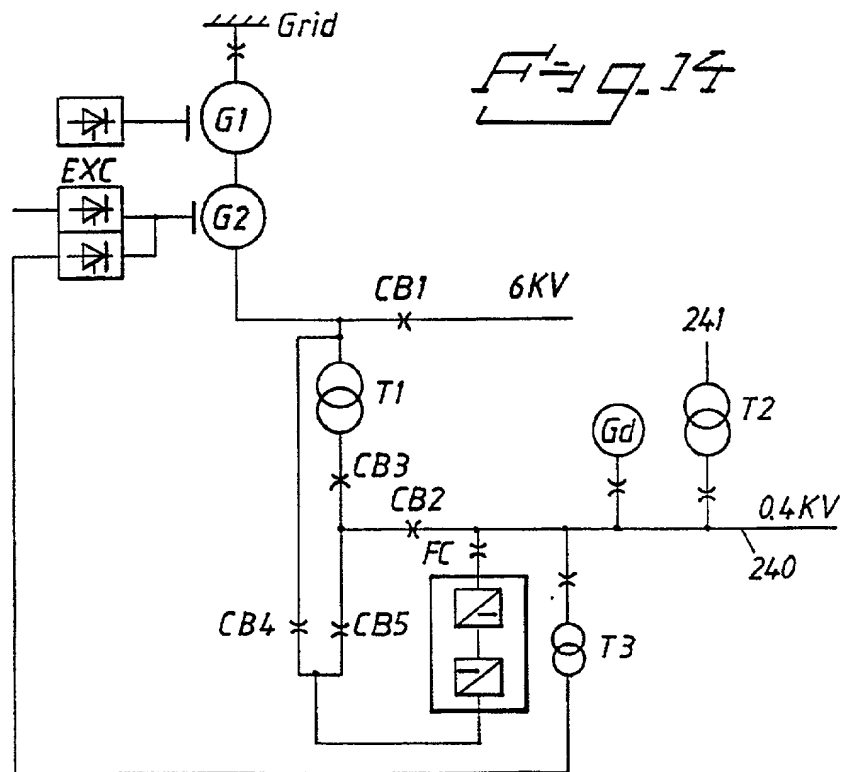 Grid
Fig. 14
G1
EXC
G2
CB1
6KV
241
T1
Gd
T2
CB3
CB2
0.4KV
FC
240
CB4
CB5
T3